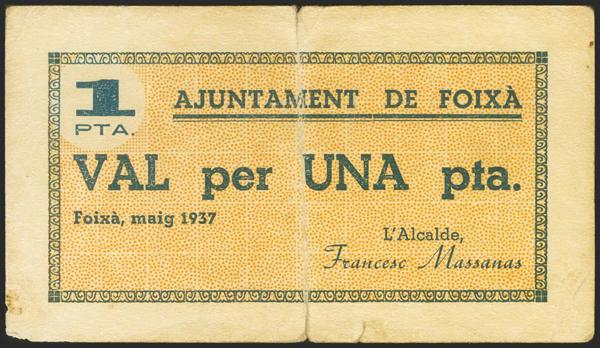 1
PTA.
AJUNTAMENT DE FOIXÀ
VAL per UNA pta.
Foixà, maig 1937
L'Alcalde,
Francesc Massanas